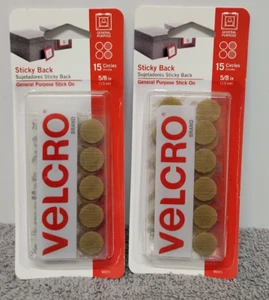 GENERAL
PURPOSE
Sticky Back
Sujetadores Sticky Back
General Purpose Stick On
15 Circles
5/8 in
VELCRO
BRAND
GENERAL
PURPOSE
Sticky Back
Sujetadores Sticky Back
General Purpose Stick On
15 Circles
5/8 in
VELCRO
BRAND